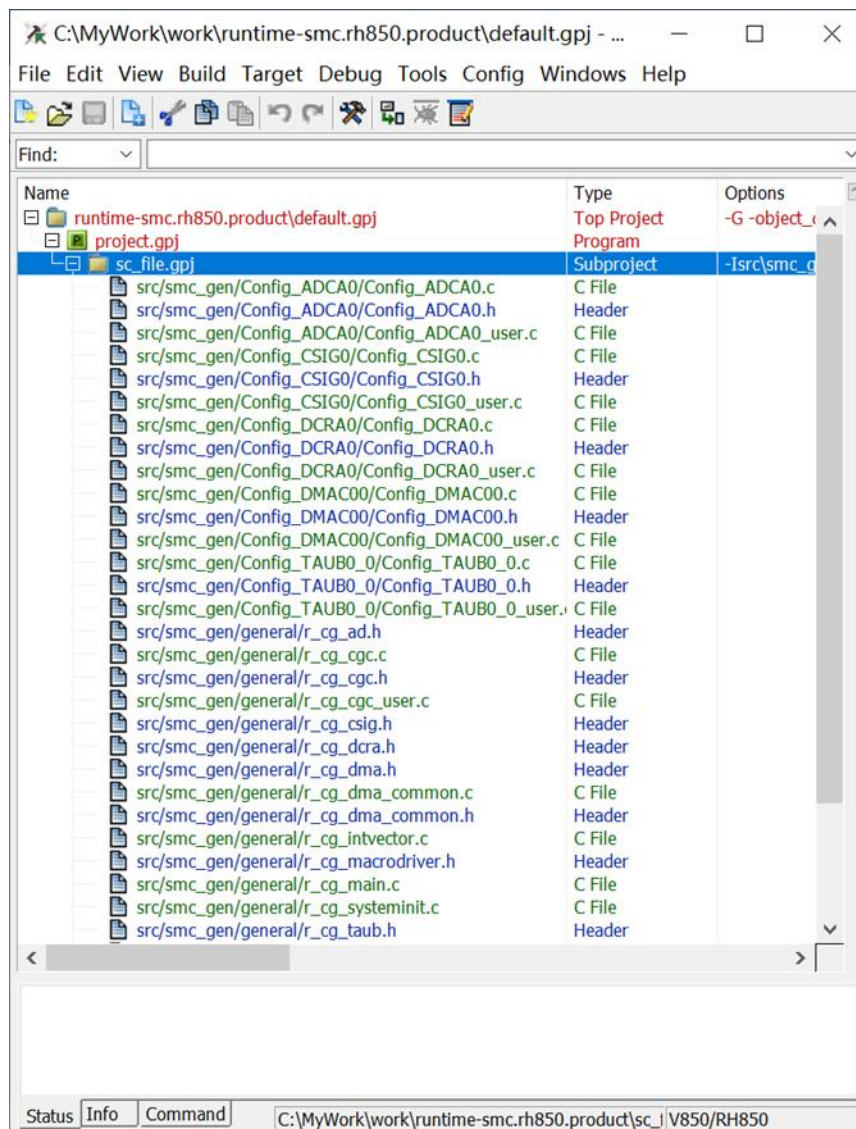 C:\MyWork\work\runtime-smc.rh850.product\default.gpj - ...
File Edit View Build Target Debug Tools Config Windows Help
Find:
Name Type Options
runtime-smc.rh850.product\default.gpj Top Project -G -object_
project.gpj Program
sc_file.gpj Subproject -Isrc\smc_g
src/smc_gen/Config_ADCA0/Config_ADCA0.c C File
src/smc_gen/Config_ADCA0/Config_ADCA0.h Header
src/smc_gen/Config_ADCA0/Config_ADCA0_user.c C File
src/smc_gen/Config_CSIG0/Config_CSIG0.c C File
src/smc_gen/Config_CSIG0/Config_CSIG0.h Header
src/smc_gen/Config_CSIG0/Config_CSIG0_user.c C File
src/smc_gen/Config_DCRA0/Config_DCRA0.c C File
src/smc_gen/Config_DCRA0/Config_DCRA0.h Header
src/smc_gen/Config_DCRA0/Config_DCRA0_user.c C File
src/smc_gen/Config_DMAC00/Config_DMAC00.c C File
src/smc_gen/Config_DMAC00/Config_DMAC00.h Header
src/smc_gen/Config_DMAC00/Config_DMAC00_user.c C File
src/smc_gen/Config_TAUB0_0/Config_TAUB0_0.c C File
src/smc_gen/Config_TAUB0_0/Config_TAUB0_0.h Header
src/smc_gen/Config_TAUB0_0/Config_TAUB0_0_user. C File
src/smc_gen/general/r_cg_ad.h Header
src/smc_gen/general/r_cg_cgc.c C File
src/smc_gen/general/r_cg_cgc.h Header
src/smc_gen/general/r_cg_cgc_user.c C File
src/smc_gen/general/r_cg_csig.h Header
src/smc_gen/general/r_cg_dcra.h Header
src/smc_gen/general/r_cg_dma.h Header
src/smc_gen/general/r_cg_dma_common.c C File
src/smc_gen/general/r_cg_dma_common.h Header
src/smc_gen/general/r_cg_intvector.c C File
src/smc_gen/general/r_cg_macrodriver.h Header
src/smc_gen/general/r_cg_main.c C File
src/smc_gen/general/r_cg_systeminit.c C File
src/smc_gen/general/r_cg_taub.h Header
Status Info Command C:\MyWork\work\runtime-smc.rh850.product\sc_ V850/RH850